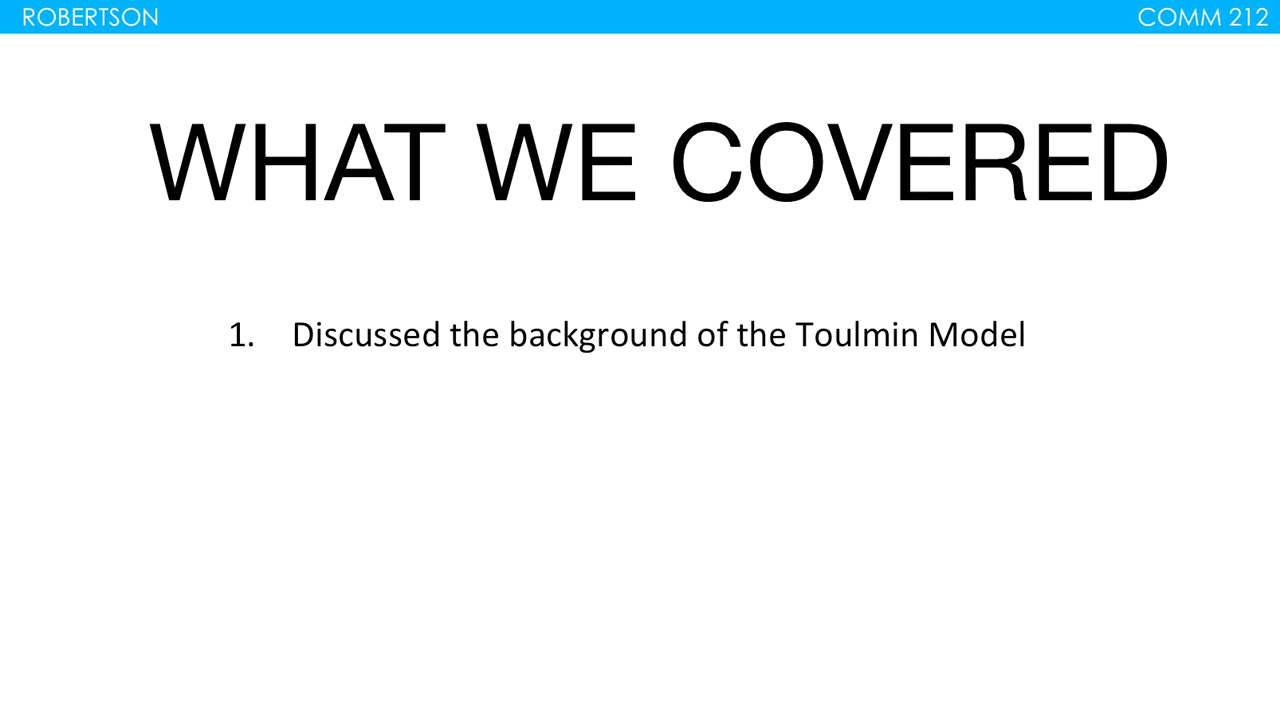 ROBERTSON
COMM 212
WHAT WE COVERED
1. Discussed the background of the Toulmin Model